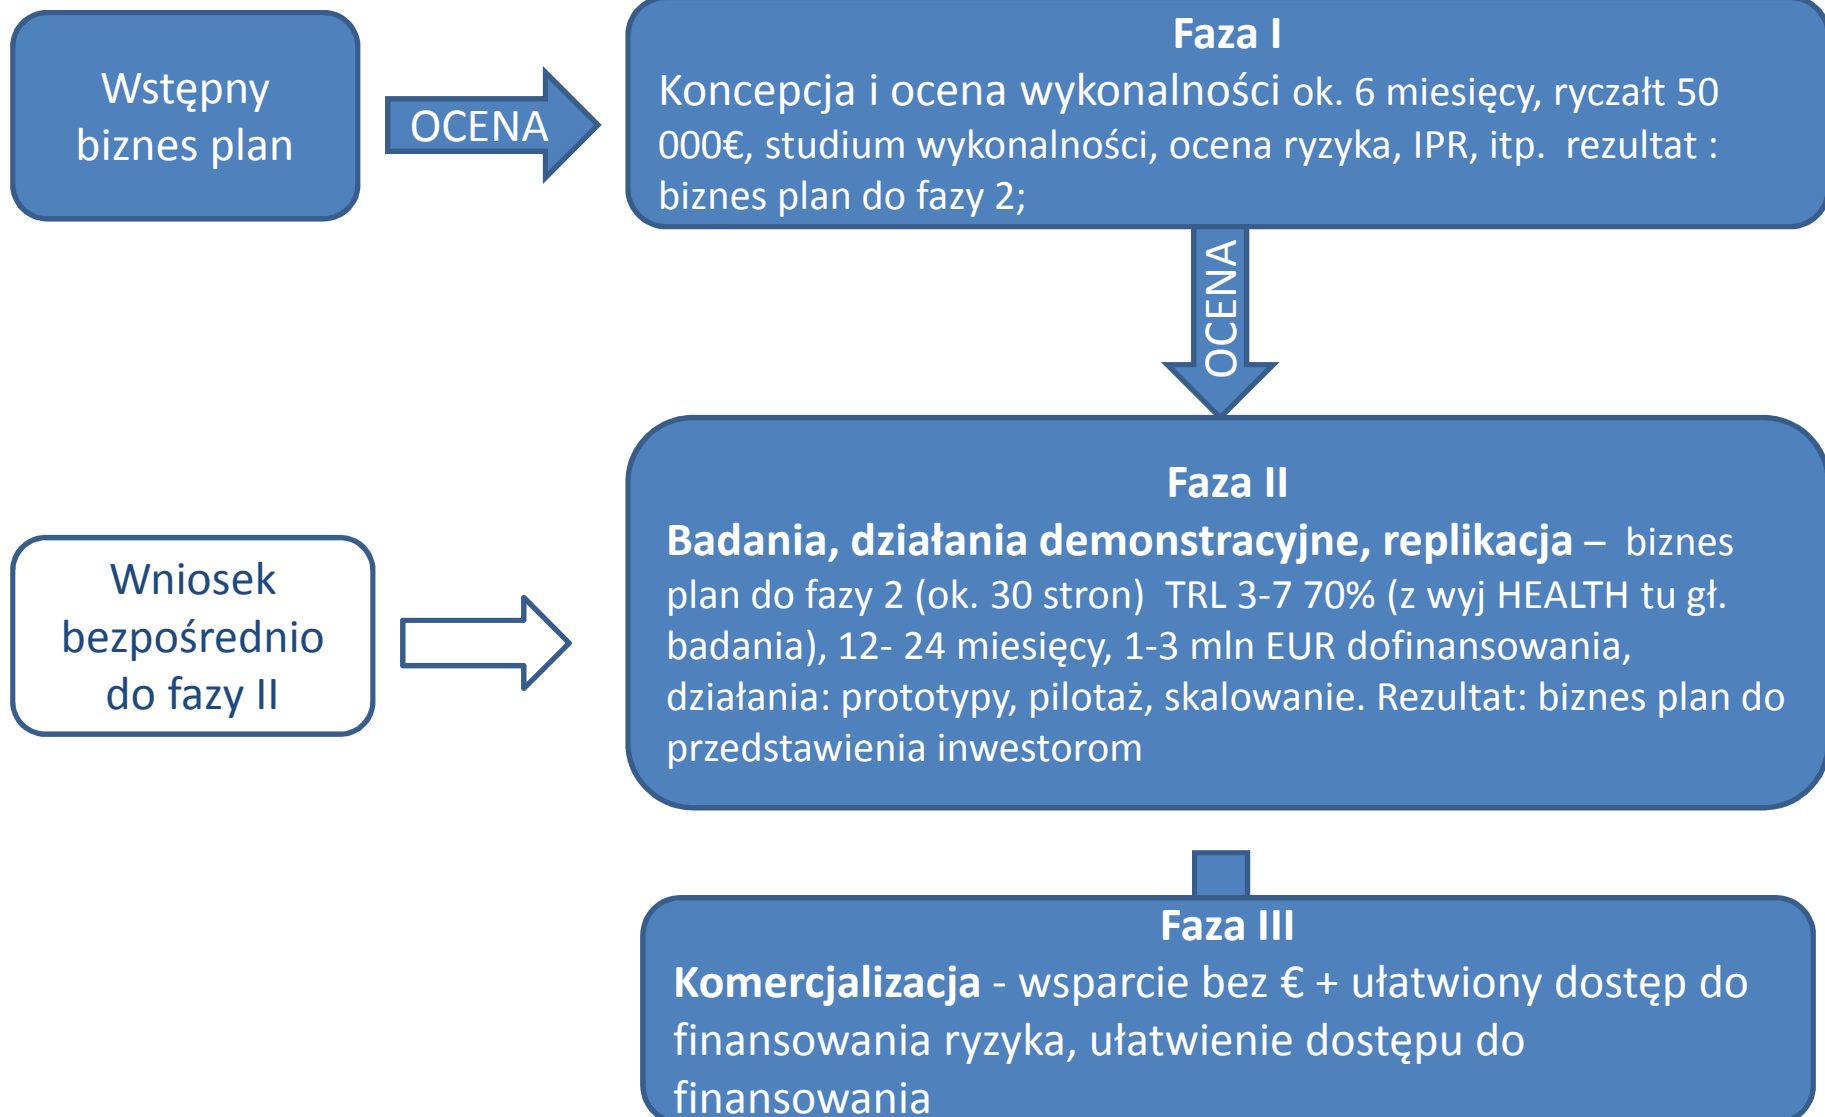 Wstępny
biznes plan
OCENA
Faza I
Koncepcja i ocena wykonalności ok. 6 miesięcy, ryczałt 50
000€, studium wykonalności, ocena ryzyka, IPR, itp. rezultat :
biznes plan do fazy 2;
OCENA
Wniosek
bezpośrednio
do fazy II
Faza II
Badania, działania demonstracyjne, replikacja – biznes
plan do fazy 2 (ok. 30 stron) TRL 3-7 70% (z wyj HEALTH tu gł.
badania), 12- 24 miesięcy, 1-3 mln EUR dofinansowania,
działania: prototypy, pilotaż, skalowanie. Rezultat: biznes plan do
przedstawienia inwestorom
Faza III
Komercjalizacja - wsparcie bez € + ułatwiony dostęp do
finansowania ryzyka, ułatwienie dostępu do
finansowania